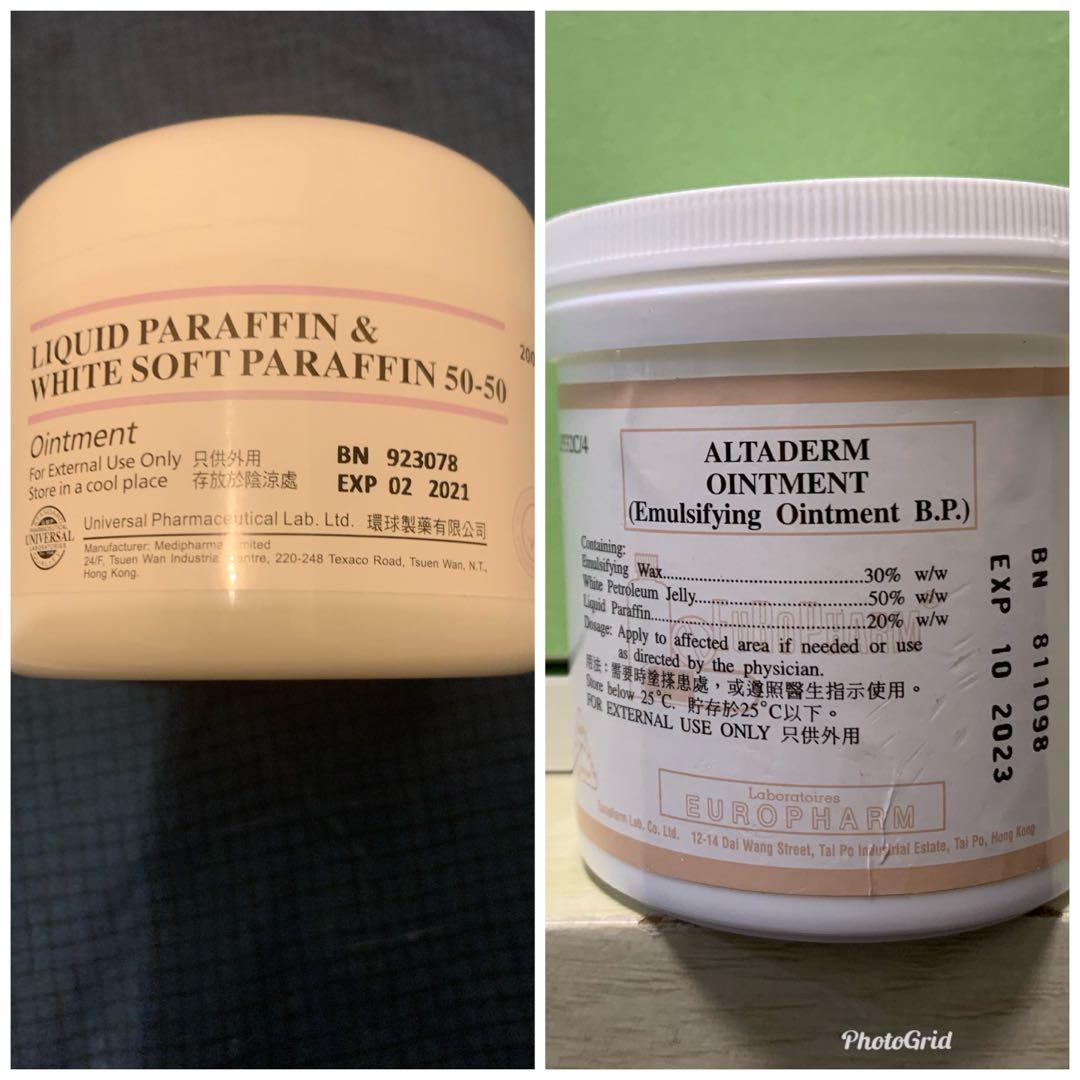 LIQUID PARAFFIN &
WHITE SOFT PARAFFIN 50-50
200
Ointment
For External Use Only 只供外用
Store in a cool place 存放於陰涼處
BN 923078
EXP 02 2021
UNIVERSAL
Universal Pharmaceutical Lab. Ltd. 環球製藥有限公司
Manufacturer: Medipharma Limited
24/F, Tsuen Wan Industrial Centre, 220-248 Texaco Road, Tsuen Wan, N.T.,
Hong Kong.
ALTADERM
OINTMENT
(Emulsifying Ointment B.P.)
Containing:
Emulsifying Wax..........30% w/w
White Petroleum Jelly..........50% w/w
Liquid Paraffin..........20% w/w
EUROPHARM
Dosage: Apply to affected area if needed or use
as directed by the physician.
用法：需要時塗搽患處，或遵照醫生指示使用。
Store below 25°C. 貯存於25°C以下。
FOR EXTERNAL USE ONLY 只供外用
BN 811098
EXP 10 2023
Laboratoires
EUROPHARM
Europharm Lab. Co. Ltd. 12-14 Dai Wang Street, Tai Po Industrial Estate, Tai Po, Hong Kong
PhotoGrid